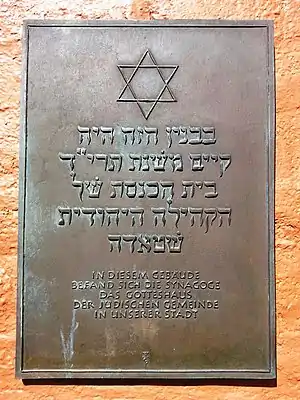 בבנין הזה היה
קיים משנת תרי"ד
בית הכנסת של
הקהילה היהודית
שטאדה
IN DIESEM GEBÄUDE
BEFAND SICH DIE SYNAGOGE
DAS GOTTESHAUS
DER JÜDISCHEN GEMEINDE
IN UNSERER STADT